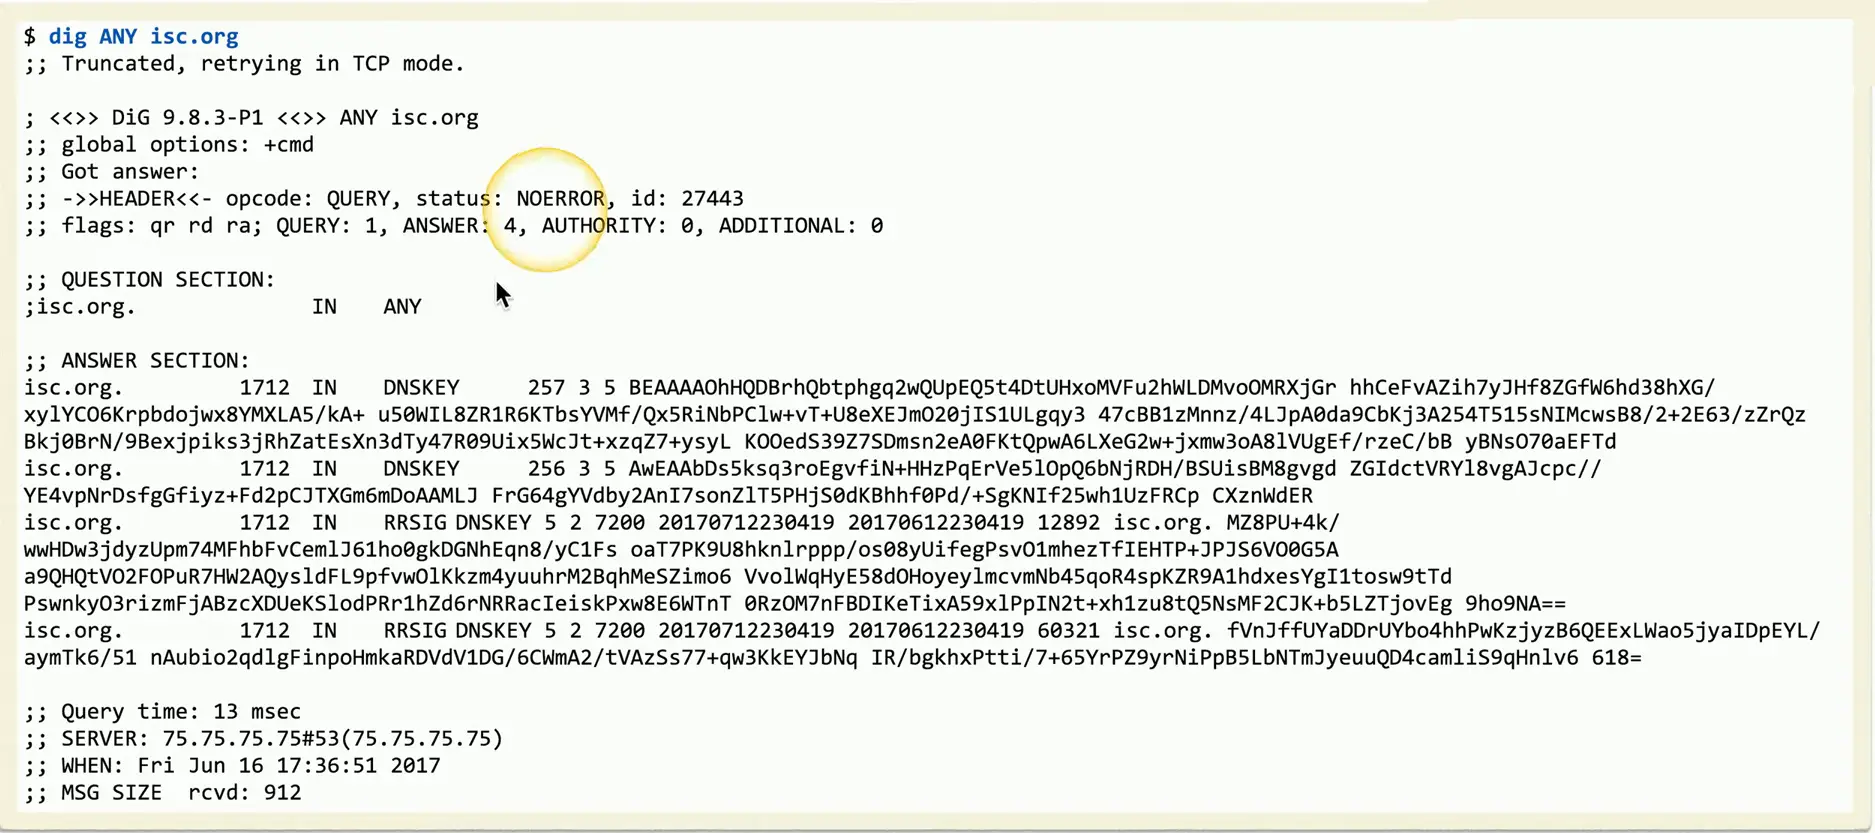 $ dig ANY isc.org
;; Truncated, retrying in TCP mode.
; <<>> DiG 9.8.3-P1 <<>> ANY isc.org
;; global options: +cmd
;; Got answer:
;; ->>HEADER<<- opcode: QUERY, status: NOERROR, id: 27443
;; flags: qr rd ra; QUERY: 1, ANSWER: 4, AUTHORITY: 0, ADDITIONAL: 0
;; QUESTION SECTION:
;isc.org. IN ANY
;; ANSWER SECTION:
isc.org. 1712 IN DNSKEY 257 3 5 BEAAAAOhHQDBrhQbtphgq2wQUpEQ5t4DtUHxoMVFu2hWLDMvoOMRXjGr hhCeFvAZih7yJHf8ZGfW6hd38hXG/
xylYCO6Krpbdojwx8YMXLA5/kA+ u50WIL8ZR1R6KTbsYVMf/Qx5RiNbPClw+vT+U8eXEJmO20jIS1ULgqy3 47cBB1zMnnz/4LJpA0da9CbKj3A254T515sNIMcwsB8/2+2E63/zZrQz
Bkj0BrN/9Bexjpiks3jRhZatEsXn3dTy47R09Uix5WcJt+xzqZ7+ysyL KOOedS39Z7SDmsn2eA0FKtQpwA6LXeG2w+jxmw3oA8lVUgEf/rzeC/bB yBNsO70aEFTd
isc.org. 1712 IN DNSKEY 256 3 5 AwEAAbDs5ksq3roEgvfiN+HHzPqErVe5lOpQ6bNjRDH/BSUisBM8gvgd ZGIdctVRYl8vgAJcpc//
YE4vpNrDsfgGfiyz+Fd2pCJTXGm6mDoAAMLJ FrG64gYVdby2AnI7sonZlT5PHjS0dKBhhf0Pd/+SgKNIf25wh1UzFRCp CXznWdER
isc.org. 1712 IN RRSIG DNSKEY 5 2 7200 20170712230419 20170612230419 12892 isc.org. MZ8PU+4k/
wwHDw3jdyzUpm74MFhbFvCemlJ61ho0gkDGNhEqn8/yC1Fs oaT7PK9U8hknlrppp/os08yUifegPsvO1mhezTfIEHTP+JPJS6VO0G5A
a9QHQtVO2FOPuR7HW2AQysldFL9pfvwOlKkzm4yuuhrM2BqhMeSZimo6 VvolWqHyE58dOHoyeylmcvmNb45qoR4spKZR9A1hdxesYgI1tosw9tTd
PswnkyO3rizmFjABzcXDUeKSlodPRr1hZd6rNRRacIeiskPxw8E6WTnT 0RzOM7nFBDIKeTixA59xlPpIN2t+xh1zu8tQ5NsMF2CJK+b5LZTjovEg 9ho9NA==
isc.org. 1712 IN RRSIG DNSKEY 5 2 7200 20170712230419 20170612230419 60321 isc.org. fVnJffUYaDDrUYbo4hhPwKzjyzB6QEExLWao5jyaIDpEYL/
aymTk6/51 nAubio2qdlgFinpoHmkaRDVdV1DG/6CWmA2/tVAzSs77+qw3KkEYJbNq IR/bgkhxPtti/7+65YrPZ9yrNiPpB5LbNTmJyeuuQD4camliS9qHnlv6 618=
;; Query time: 13 msec
;; SERVER: 75.75.75.75#53(75.75.75.75)
;; WHEN: Fri Jun 16 17:36:51 2017
;; MSG SIZE rcvd: 912